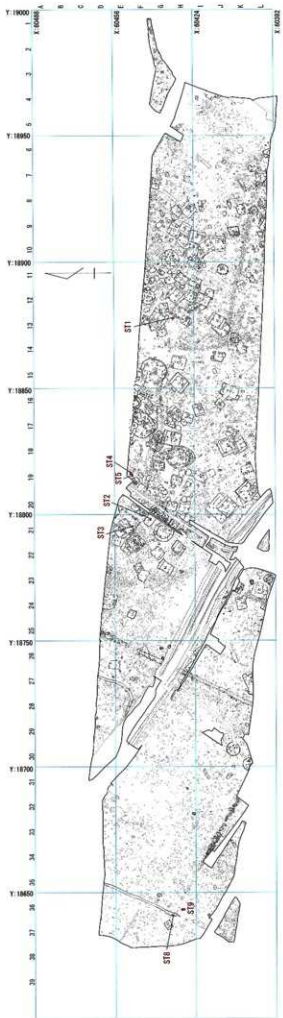 X:60488
X:60456
X:60424
X:60392
A B C D E F G H I J K L
Y:19000
Y:18950
Y:18900
Y:18850
Y:18800
Y:18750
Y:18700
Y:18650
1 2 3 4 5 6 7 8 9 10 11 12 13 14 15 16 17 18 19 20 21 22 23 24 25 26 27 28 29 30 31 32 33 34 35 36 37 38 39
ST1
ST4
ST5
ST2
ST3
ST9
ST8